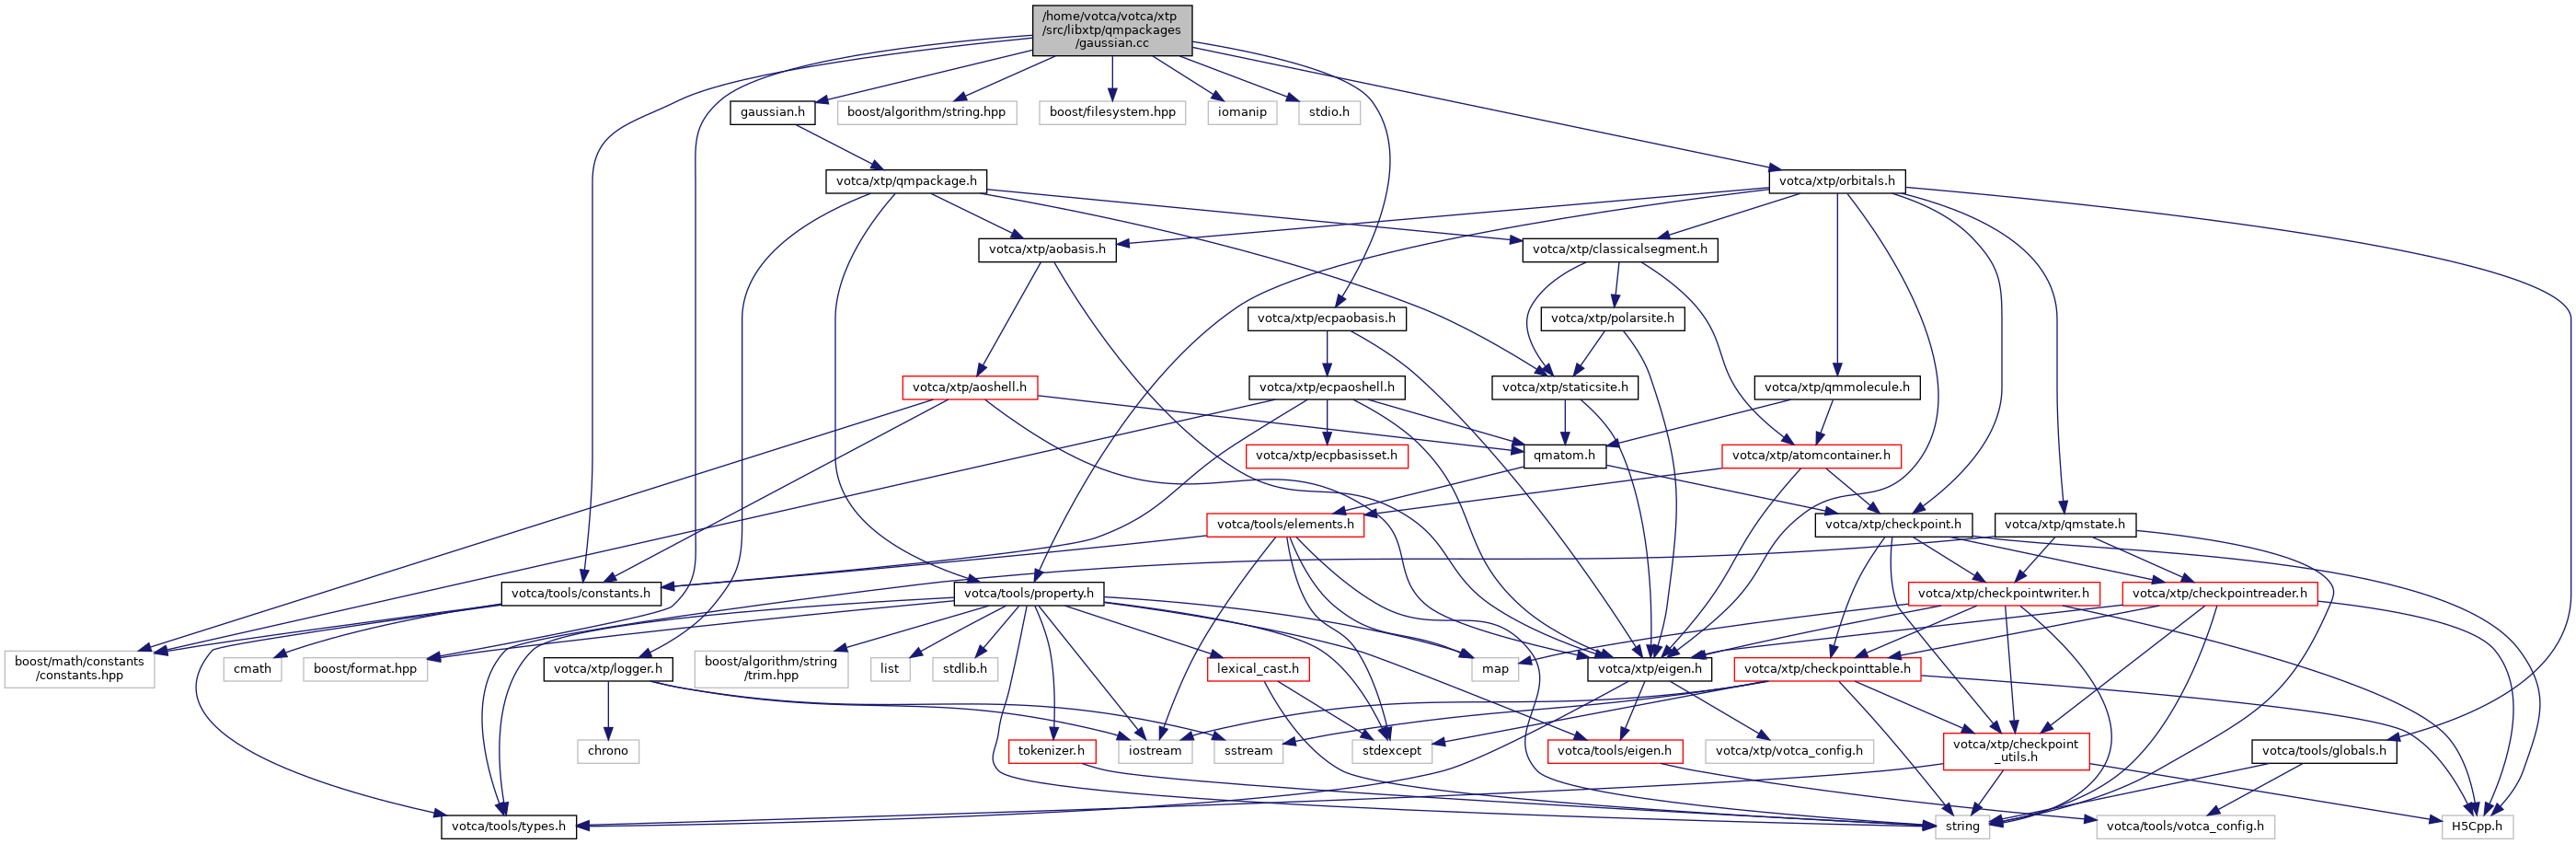 /home/votca/votca/xtp
/src/libxtp/qmpackages
/gaussian.cc
gaussian.h
boost/algorithm/string.hpp
boost/filesystem.hpp
iomanip
stdio.h
votca/xtp/qmpackage.h
votca/xtp/orbitals.h
votca/xtp/aobasis.h
votca/xtp/classicalsegment.h
votca/xtp/ecpaobasis.h
votca/xtp/polarsite.h
votca/xtp/aoshell.h
votca/xtp/ecpaoshell.h
votca/xtp/staticsite.h
votca/xtp/qmmolecule.h
votca/xtp/ecpbasisset.h
qmatom.h
votca/xtp/atomcontainer.h
votca/tools/elements.h
votca/xtp/checkpoint.h
votca/xtp/qmstate.h
votca/tools/constants.h
votca/tools/property.h
votca/xtp/checkpointwriter.h
votca/xtp/checkpointreader.h
boost/math/constants
/constants.hpp
cmath
boost/format.hpp
votca/xtp/logger.h
boost/algorithm/string
/trim.hpp
list
stdlib.h
lexical_cast.h
map
votca/xtp/eigen.h
votca/xtp/checkpointtable.h
chrono
tokenizer.h
iostream
sstream
stdexcept
votca/tools/eigen.h
votca/xtp/votca_config.h
votca/xtp/checkpoint
_utils.h
votca/tools/globals.h
votca/tools/types.h
string
votca/tools/votca_config.h
H5Cpp.h